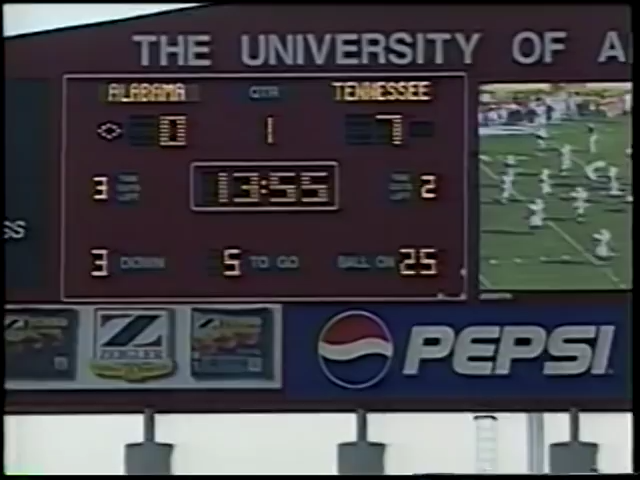 THE UNIVERSITY OF A
ALABAMA QTR TENNESSEE
0 1 7
3 13:55 2
3 DOWN 5 TO GO BALL ON 25
SS
Z
ZEIGLER
PEPSI